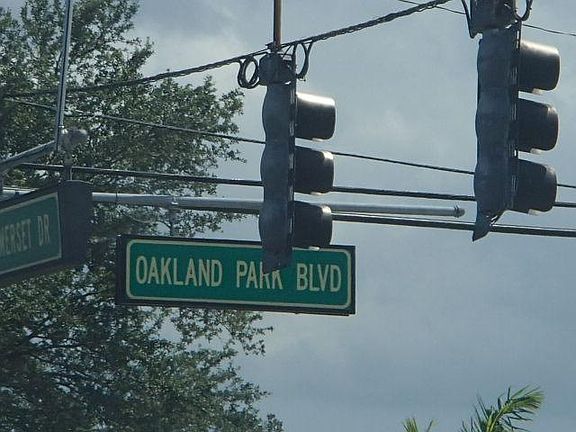 MERSET DR
OAKLAND PARK BLVD